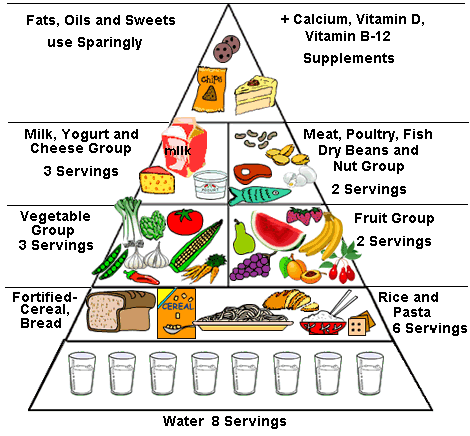 Fats, Oils and Sweets
use Sparingly
+ Calcium, Vitamin D,
Vitamin B-12
Supplements
chips
Milk, Yogurt and
Cheese Group
3 Servings
milk
YOGURT
Meat, Poultry, Fish
Dry Beans and
Nut Group
2 Servings
Vegetable
Group
3 Servings
Fruit Group
2 Servings
Fortified-
Cereal,
Bread
CEREAL
Rice and
Pasta
6 Servings
Water 8 Servings